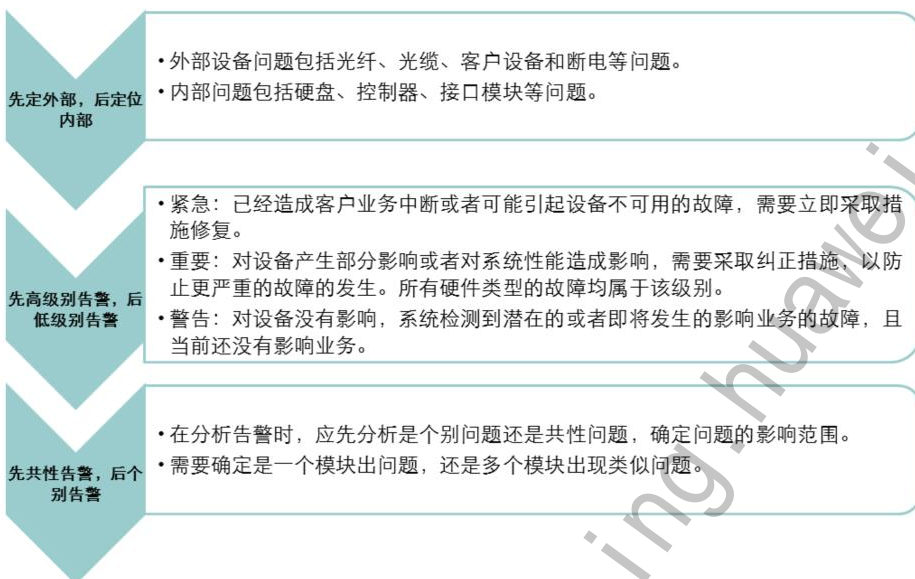 先定外部，后定位
内部
•外部设备问题包括光纤、光缆、客户设备和断电等问题。
•内部问题包括硬盘、控制器、接口模块等问题。
先高级别告警，后
低级别告警
•紧急：已经造成客户业务中断或者可能引起设备不可用的故障，需要立即采取措
施修复。
•重要：对设备产生部分影响或者对系统性能造成影响，需要采取纠正措施，以防
止更严重的故障的发生。所有硬件类型的故障均属于该级别。
•警告：对设备没有影响，系统检测到潜在的或者即将发生的影响业务的故障，且
当前还没有影响业务。
先共性告警，后个
别告警
•在分析告警时，应先分析是个别问题还是共性问题，确定问题的影响范围。
•需要确定是一个模块出问题，还是多个模块出现类似问题。
ing.huawei